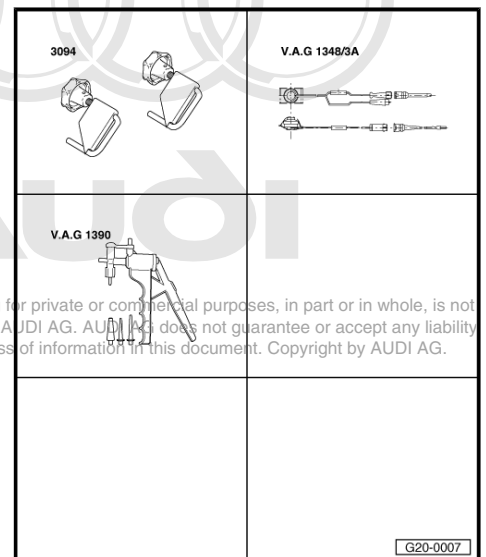 3094
V.A.G 1348/3A
AUDI
V.A.G 1390
for private or commercial purposes, in part or in whole, is not
AUDI AG. AUDI AG does not guarantee or accept any liability
ss of information in this document. Copyright by AUDI AG.
G20-0007